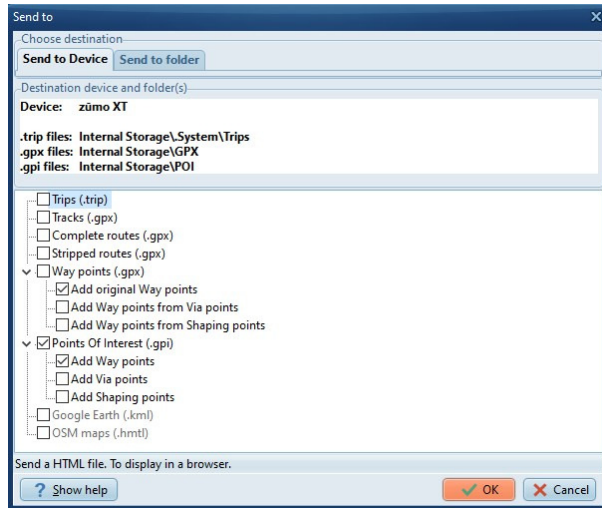 Send to
Choose destination
Send to Device Send to folder
Destination device and folder(s)
Device: zūmo XT
.trip files: Internal Storage\.System\Trips
.gpx files: Internal Storage\GPX
.gpi files: Internal Storage\POI
Trips (.trip)
Tracks (.gpx)
Complete routes (.gpx)
Stripped routes (.gpx)
Way points (.gpx)
Add original Way points
Add Way points from Via points
Add Way points from Shaping points
Points Of Interest (.gpi)
Add Way points
Add Via points
Add Shaping points
Google Earth (.kml)
OSM maps (.hmtl)
Send a HTML file. To display in a browser.
? Show help OK Cancel